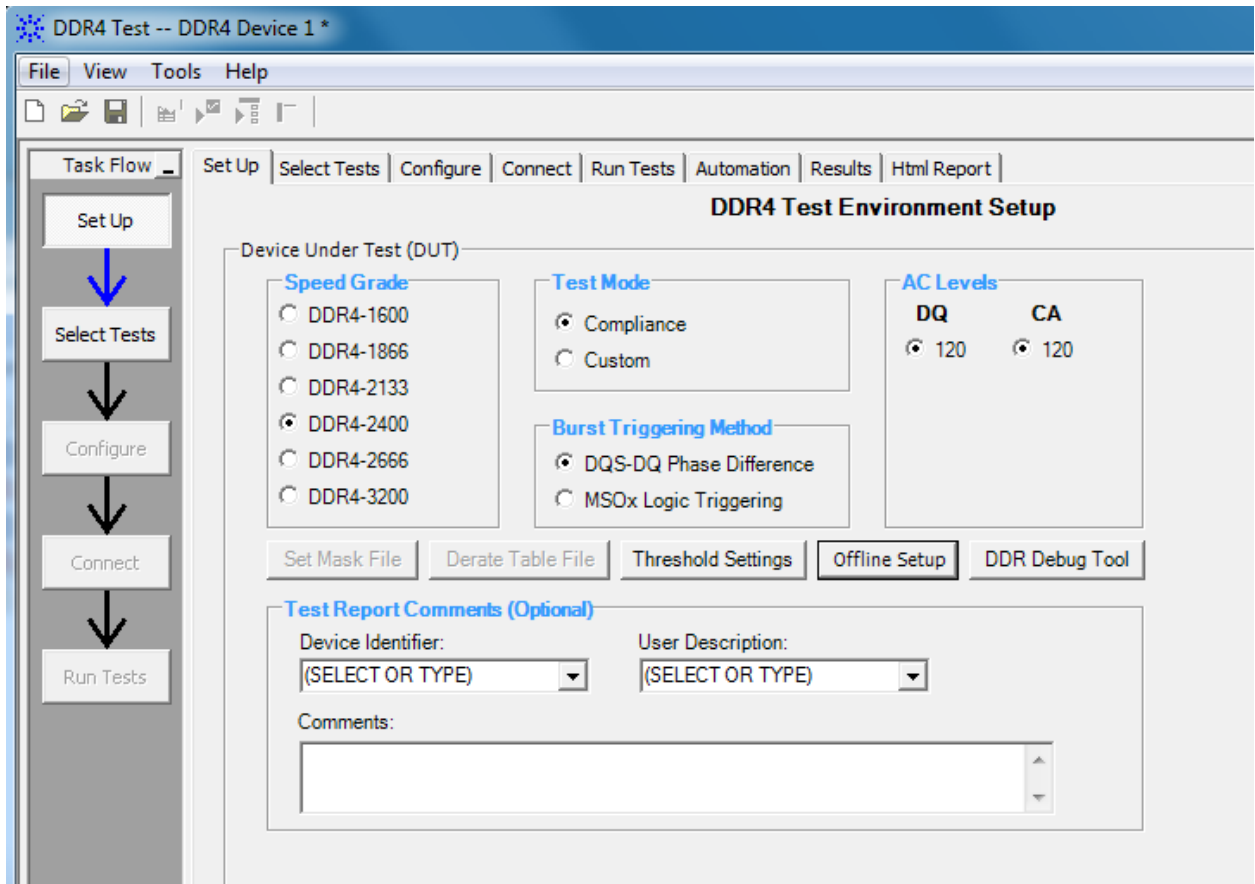 DDR4 Test -- DDR4 Device 1 *
File View Tools Help
Task Flow
Set Up
Select Tests
Configure
Connect
Run Tests
Set Up Select Tests Configure Connect Run Tests Automation Results Html Report
DDR4 Test Environment Setup
Device Under Test (DUT)
Speed Grade
DDR4-1600
DDR4-1866
DDR4-2133
DDR4-2400
DDR4-2666
DDR4-3200
Test Mode
Compliance
Custom
Burst Triggering Method
DQS-DQ Phase Difference
MSOx Logic Triggering
AC Levels
DQ CA
120 120
Set Mask File Derate Table File Threshold Settings Offline Setup DDR Debug Tool
Test Report Comments (Optional)
Device Identifier: User Description:
(SELECT OR TYPE) (SELECT OR TYPE)
Comments: